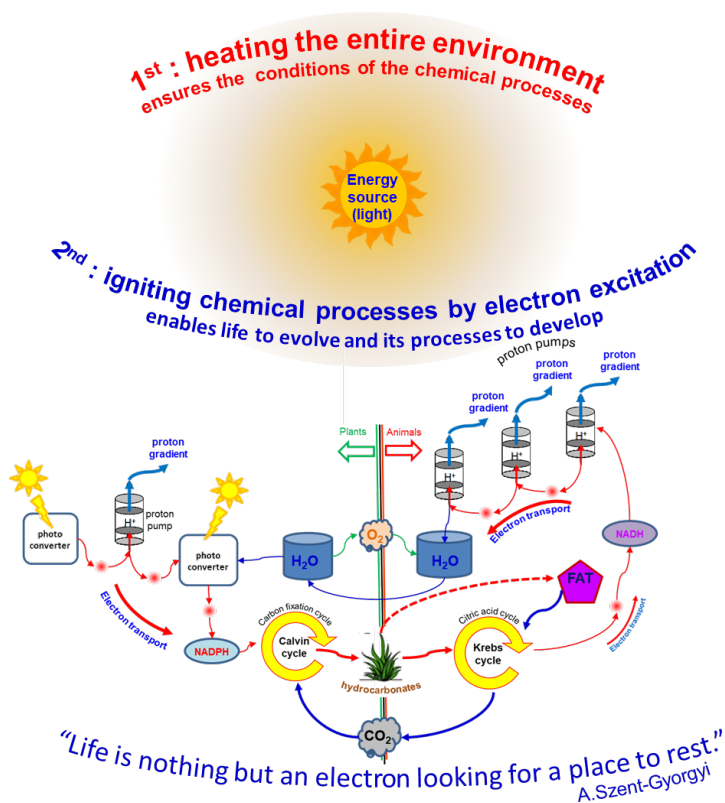 1st : heating the entire environment
ensures the conditions of the chemical processes
Energy
source
(light)
2nd : igniting chemical processes by electron excitation
enables life to evolve and its processes to develop
proton pumps
proton
gradient
proton
gradient
proton
gradient
Plants
Animals
proton
gradient
H+
H+
H+
H+
proton
pump
photo
converter
photo
converter
H2O
O2
H2O
Electron transport
NADH
Electron transport
NADPH
Carbon fixation cycle
Calvin
cycle
hydrocarbonates
Citric acid cycle
Krebs
cycle
FAT
Electron transport
CO2
“Life is nothing but an electron looking for a place to rest.”
A.Szent-Gyorgyi